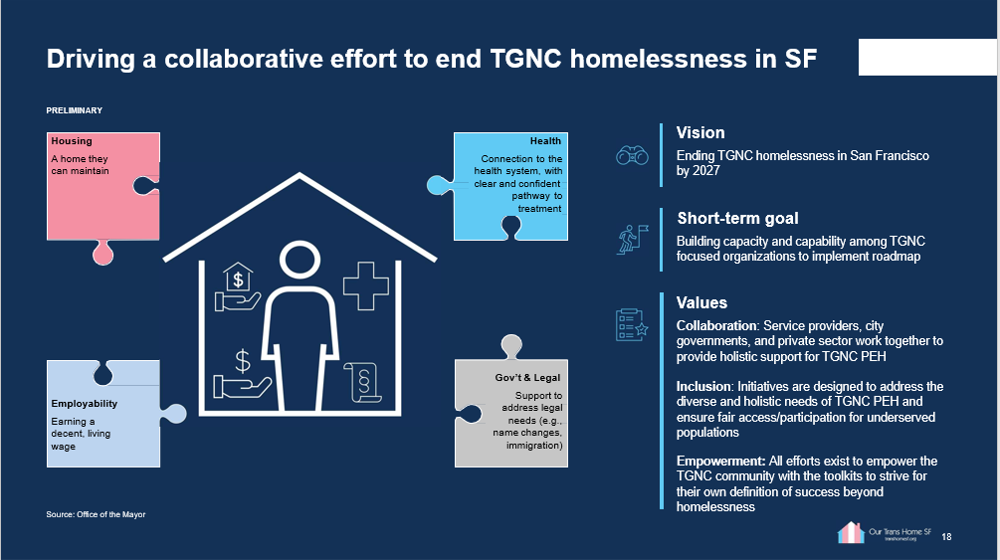 Driving a collaborative effort to end TGNC homelessness in SF
PRELIMINARY
Housing
A home they
can maintain
Health
Connection to the
health system, with
clear and confident
pathway to
treatment
$
$
§
Employability
Earning a
decent, living
wage
Gov't & Legal
Support to
address legal
needs (e.g.,
name changes,
immigration)
Vision
Ending TGNC homelessness in San Francisco
by 2027
Short-term goal
Building capacity and capability among TGNC
focused organizations to implement roadmap
Values
Collaboration: Service providers, city
governments, and private sector work together to
provide holistic support for TGNC PEH
Inclusion: Initiatives are designed to address the
diverse and holistic needs of TGNC PEH and
ensure fair access/participation for underserved
populations
Empowerment: All efforts exist to empower the
TGNC community with the toolkits to strive for
their own definition of success beyond
homelessness
Source: Office of the Mayor
Our Trans Home SF
transhomesf.org
18